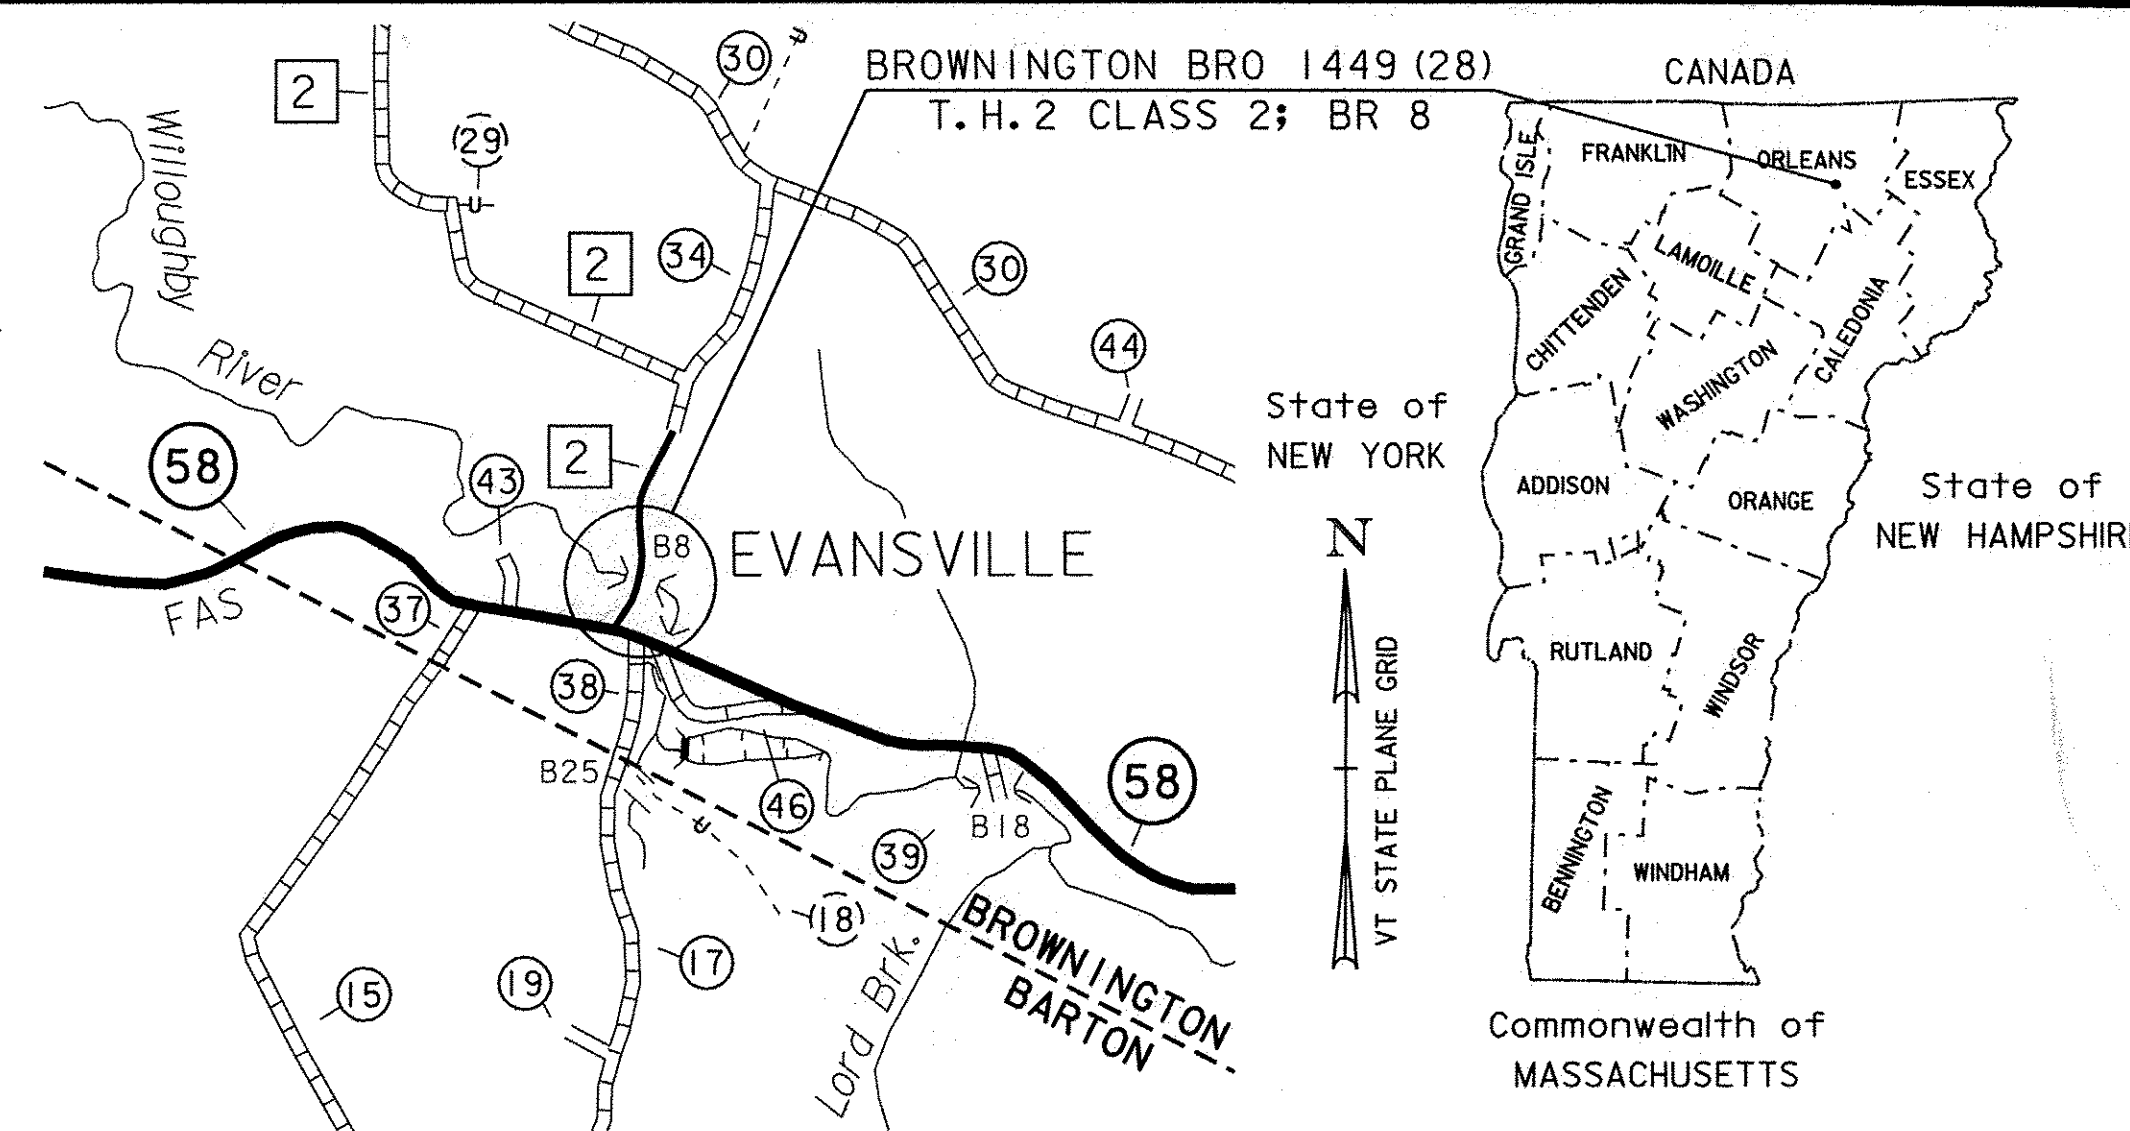 BROWNINGTON BRO 1449 (28)
T.H.2 CLASS 2; BR 8
30
2
(29)
Willoughby
River
2
34
30
44
58
43
2
B8
EVANSVILLE
FAS
37
38
B25
46
39
B18
58
(18)
17
19
15
Lord Brk.
BROWNINGTON
BARTON
CANADA
GRAND ISLE
FRANKLIN
ORLEANS
ESSEX
LAMOILLE
CHITTENDEN
CALEDONIA
WASHINGTON
State of
NEW YORK
ADDISON
ORANGE
State of
NEW HAMPSHIR
N
VT STATE PLANE GRID
RUTLAND
WINDSOR
BENNINGTON
WINDHAM
Commonwealth of
MASSACHUSETTS